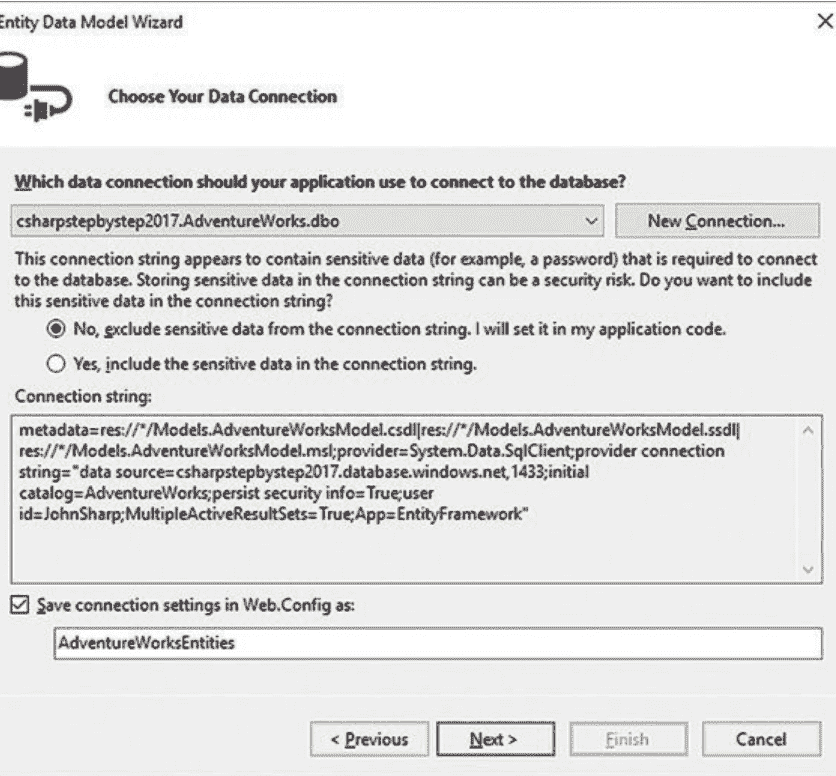 Entity Data Model Wizard
Choose Your Data Connection
Which data connection should your application use to connect to the database?
csharpstepbystep2017.AdventureWorks.dbo
New Connection...
This connection string appears to contain sensitive data (for example, a password) that is required to connect
to the database. Storing sensitive data in the connection string can be a security risk. Do you want to include
this sensitive data in the connection string?
No, exclude sensitive data from the connection string. I will set it in my application code.
Yes, include the sensitive data in the connection string.
Connection string:
metadata=res://*/Models.AdventureWorksModel.csdl|res://*/Models.AdventureWorksModel.ssdl|
res://*/Models.AdventureWorksModel.msl;provider=System.Data.SqlClient;provider connection
string="data source=csharpstepbystep2017.database.windows.net,1433;initial
catalog=AdventureWorks;persist security info=True;user
id=JohnSharp;MultipleActiveResultSets=True;App=EntityFramework"
Save connection settings in Web.Config as:
AdventureWorksEntities
< Previous
Next >
Finish
Cancel